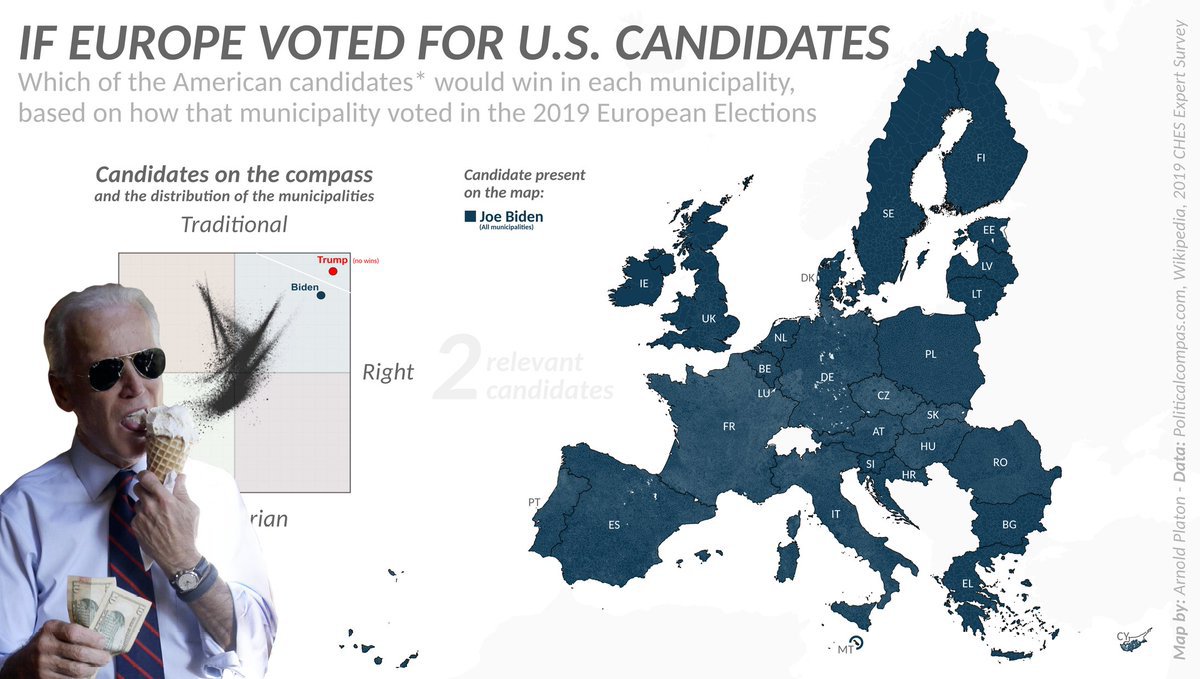 IF EUROPE VOTED FOR U.S. CANDIDATES
Which of the American candidates* would win in each municipality,
based on how that municipality voted in the 2019 European Elections
Candidates on the compass
and the distribution of the municipalities
Traditional
Trump (no wins)
Biden
Right
rian
Candidate present
on the map:
Joe Biden
(All municipalities)
2 relevant
candidates
FI
SE
EE
LV
LT
DK
IE
UK
NL
BE
LU
DE
PL
CZ
SK
FR
AT
HU
SI
HR
RO
PT
ES
IT
BG
EL
MT
CY
Map by: Arnold Platon - Data: Politicalcompas.com, Wikipedia, 2019 CHES Expert Survey